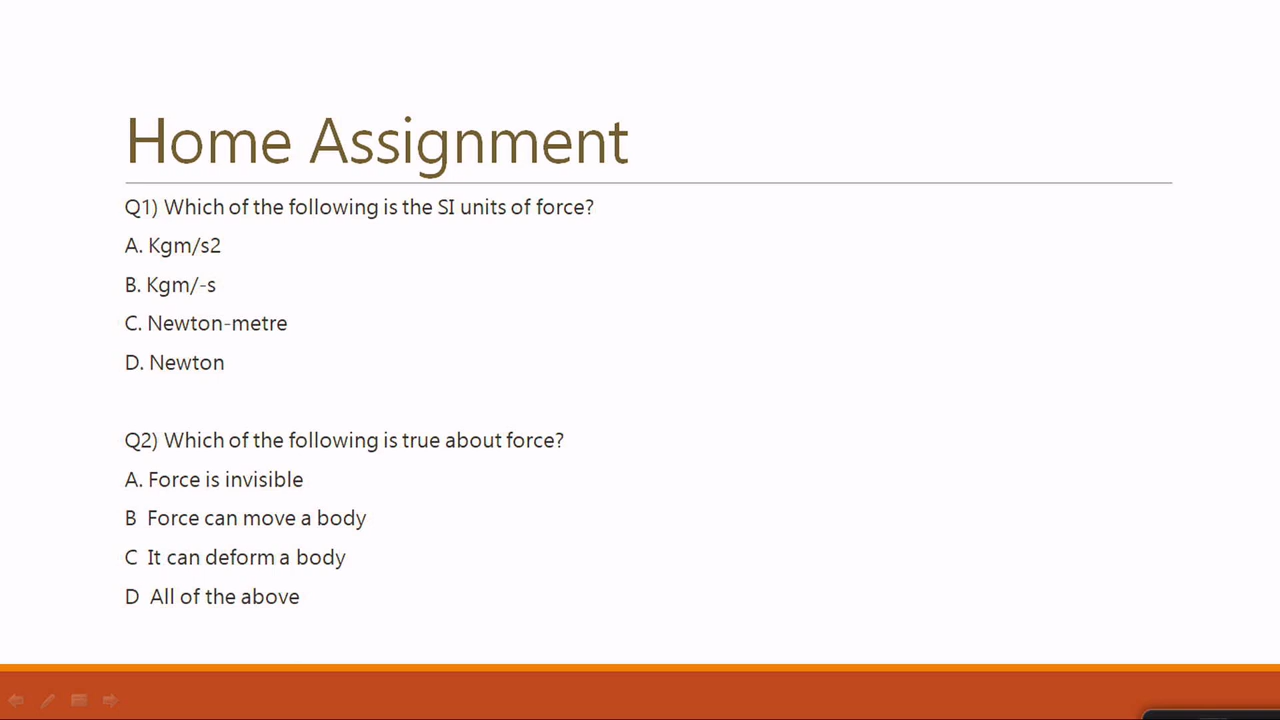 Home Assignment
Q1) Which of the following is the SI units of force?
A. Kgm/s2
B. Kgm/-s
C. Newton-metre
D. Newton
Q2) Which of the following is true about force?
A. Force is invisible
B  Force can move a body
C  It can deform a body
D  All of the above